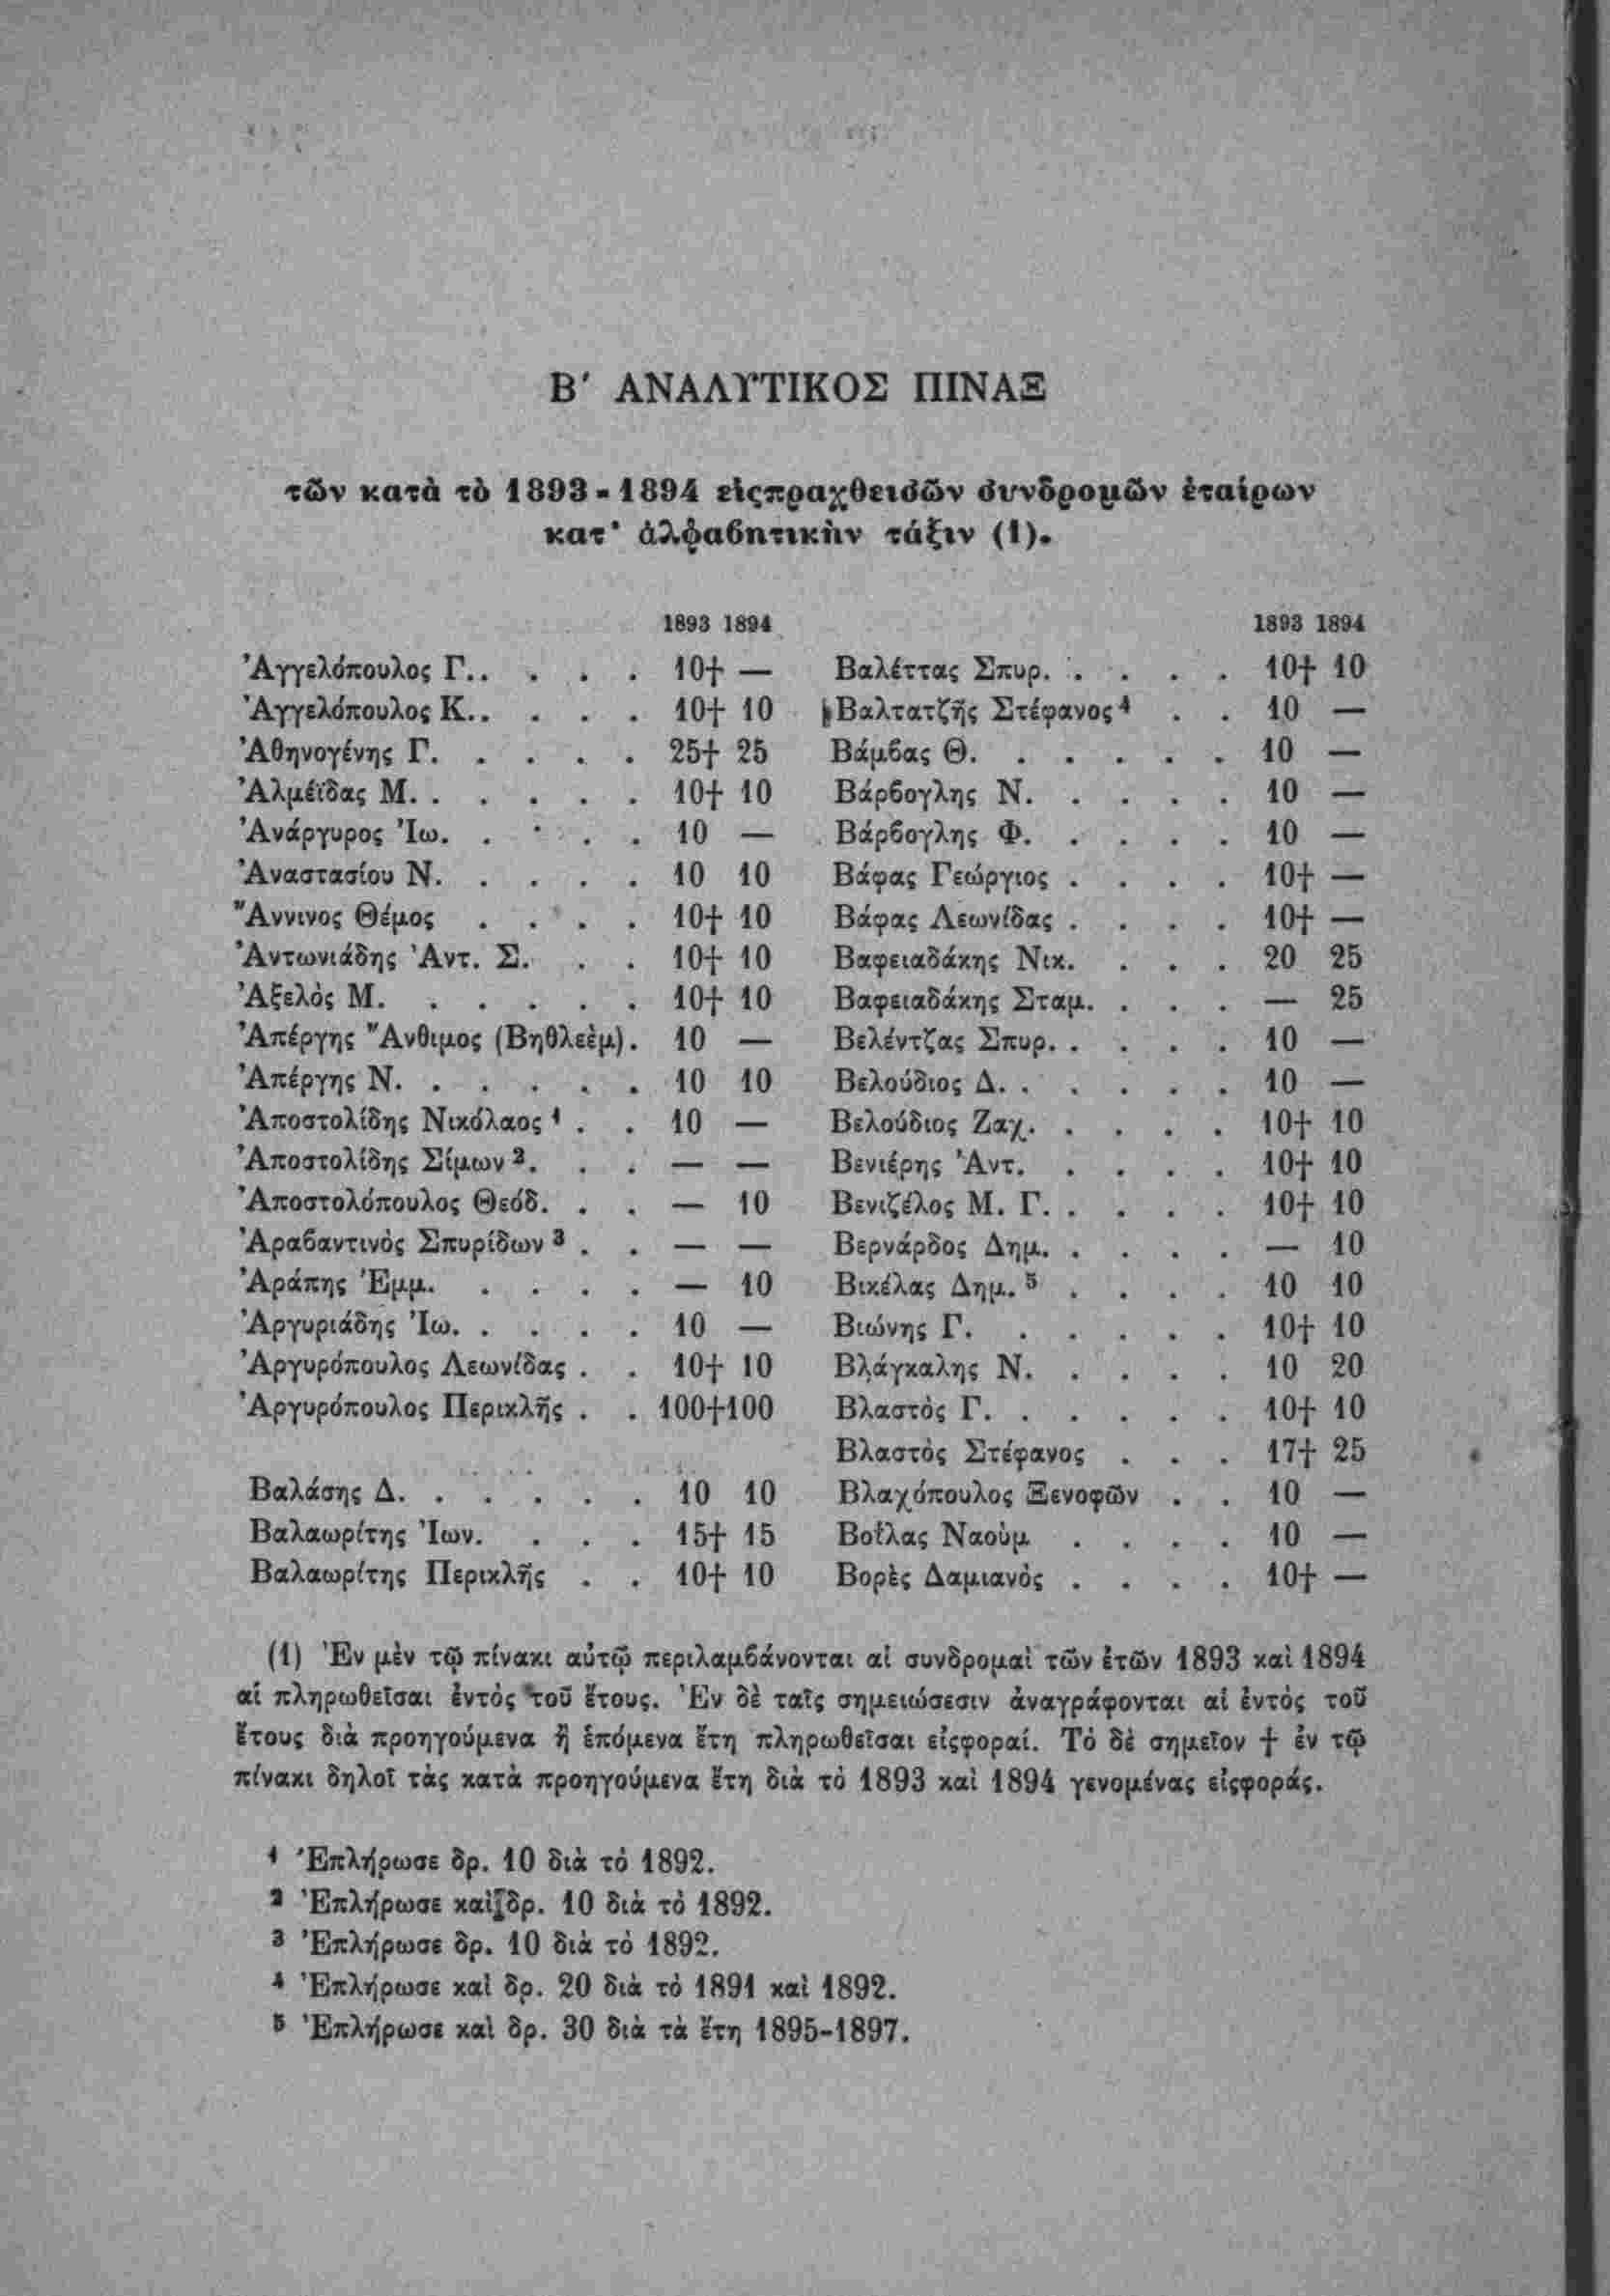 Β' ΑΝΑΛΥΤΙΚΟΣ ΠΙΝΑΞ
τῶν κατὰ τὸ 1893-1894 εἰςπραχθεισῶν συνδρομῶν ἑταίρων
κατ' ἀλφαβητικὴν τάξιν (1).
1893 1894
Ἀγγελόπουλος Γ.. . . . 10† —
Ἀγγελόπουλος Κ.. . . . 10† 10
Ἀθηνογένης Γ. . . . . 25† 25
Ἀλμέϊδας Μ. . . . . . 10† 10
Ἀνάργυρος Ἰω. . . . . 10 —
Ἀναστασίου Ν. . . . . 10 10
Ἄννινος Θέμος . . . . 10† 10
Ἀντωνιάδης Ἀντ. Σ. . . 10† 10
Ἀξελὸς Μ. . . . . . 10† 10
Ἀπέργης Ἄνθιμος (Βηθλεὲμ). 10 —
Ἀπέργης Ν. . . . . . 10 10
Ἀποστολίδης Νικόλαος ¹ . . 10 —
Ἀποστολίδης Σίμων ². . . — —
Ἀποστολόπουλος Θεόδ. . . — 10
Ἀραβαντινὸς Σπυρίδων ³ . . — —
Ἀράπης Ἐμμ. . . . . — 10
Ἀργυριάδης Ἰω. . . . . 10 —
Ἀργυρόπουλος Λεωνίδας . . 10† 10
Ἀργυρόπουλος Περικλῆς . . 100†100
Βαλάσης Δ. . . . . . 10 10
Βαλαωρίτης Ἰων. . . . 15† 15
Βαλαωρίτης Περικλῆς . . 10† 10
1893 1894
Βαλέττας Σπυρ. . . . . 10† 10
Βαλτατζῆς Στέφανος ⁴ . . 10 —
Βάμβας Θ. . . . . . 10 —
Βάρβογλης Ν. . . . . 10 —
Βάρβογλης Φ. . . . . 10 —
Βάφας Γεώργιος . . . . 10† —
Βάφας Λεωνίδας . . . . 10† —
Βαφειαδάκης Νικ. . . . 20 25
Βαφειαδάκης Σταμ. . . . — 25
Βελέντζας Σπυρ. . . . . 10 —
Βελούδιος Δ. . . . . . 10 —
Βελούδιος Ζαχ. . . . . 10† 10
Βενιέρης Ἀντ. . . . . 10† 10
Βενιζέλος Μ. Γ. . . . . 10† 10
Βερνάρδος Δημ. . . . . — 10
Βικέλας Δημ. ⁵ . . . . 10 10
Βιώνης Γ. . . . . . 10† 10
Βλάγκαλης Ν. . . . . 10 20
Βλαστὸς Γ. . . . . . 10† 10
Βλαστὸς Στέφανος . . . 17† 25
Βλαχόπουλος Ξενοφῶν . . 10 —
Βοΐλας Ναοὺμ . . . . 10 —
Βορὲς Δαμιανὸς . . . . 10† —
(1) Ἐν μὲν τῷ πίνακι αὐτῷ περιλαμβάνονται αἱ συνδρομαὶ τῶν ἐτῶν 1893 καὶ 1894
αἱ πληρωθεῖσαι ἐντὸς τοῦ ἔτους. Ἐν δὲ ταῖς σημειώσεσιν ἀναγράφονται αἱ ἐντὸς τοῦ
ἔτους διὰ προηγούμενα ἢ ἑπόμενα ἔτη πληρωθεῖσαι εἰςφοραί. Τὸ δὲ σημεῖον † ἐν τῷ
πίνακι δηλοῖ τὰς κατὰ προηγούμενα ἔτη διὰ τὸ 1893 καὶ 1894 γενομένας εἰςφοράς.
¹ Ἐπλήρωσε δρ. 10 διὰ τὸ 1892.
² Ἐπλήρωσε καὶ δρ. 10 διὰ τὸ 1892.
³ Ἐπλήρωσε δρ. 10 διὰ τὸ 1892.
⁴ Ἐπλήρωσε καὶ δρ. 20 διὰ τὸ 1891 καὶ 1892.
⁵ Ἐπλήρωσε καὶ δρ. 30 διὰ τὰ ἔτη 1895-1897.